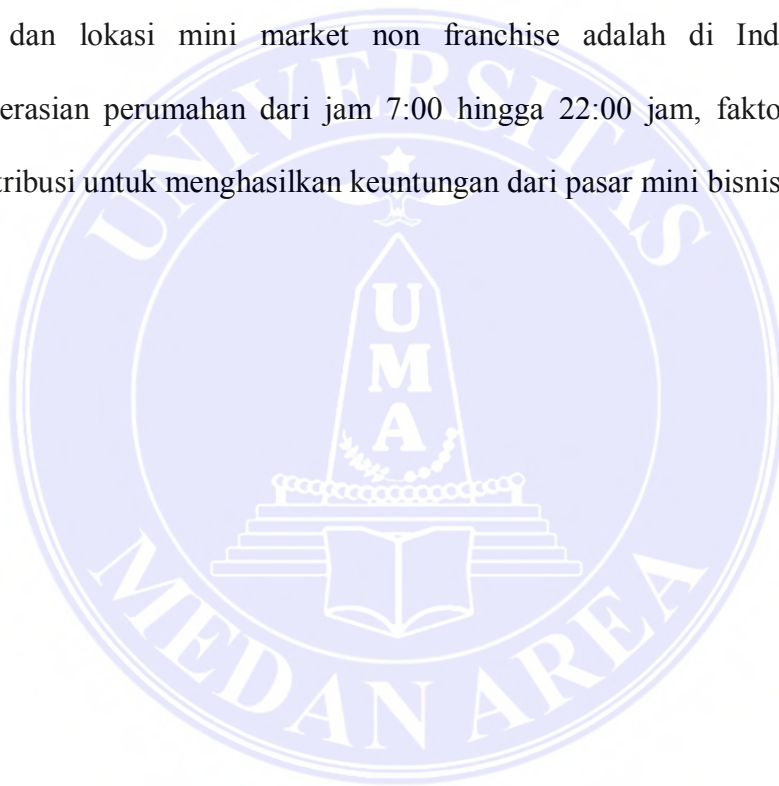 dan lokasi mini market non franchise adalah di Ind
erasian perumahan dari jam 7:00 hingga 22:00 jam, fakto
tribusi untuk menghasilkan keuntungan dari pasar mini bisnis
UNIVERSITAS
UMA
MEDAN AREA